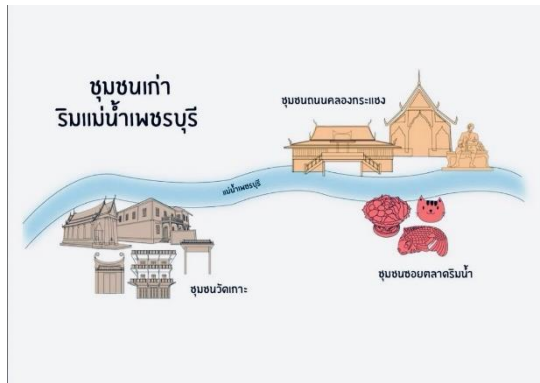 ชุมชนเก่า
ริมแม่น้ำเพชรบุรี
ชุมชนถนนคลองกระแชง
แม่น้ำเพชรบุรี
ชุมชนวัดเกาะ
ชุมชนซอยตลาดริมน้ำ